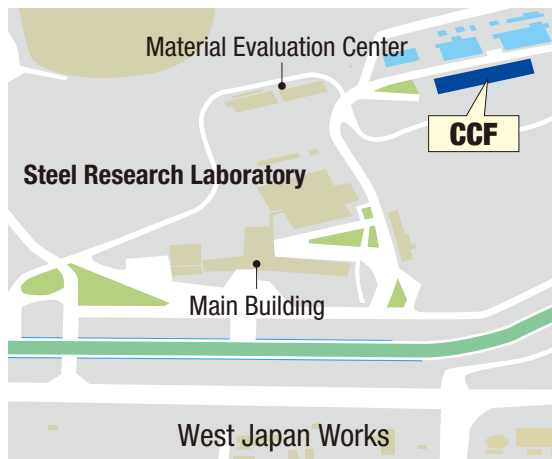 Material Evaluation Center
CCF
Steel Research Laboratory
Main Building
West Japan Works